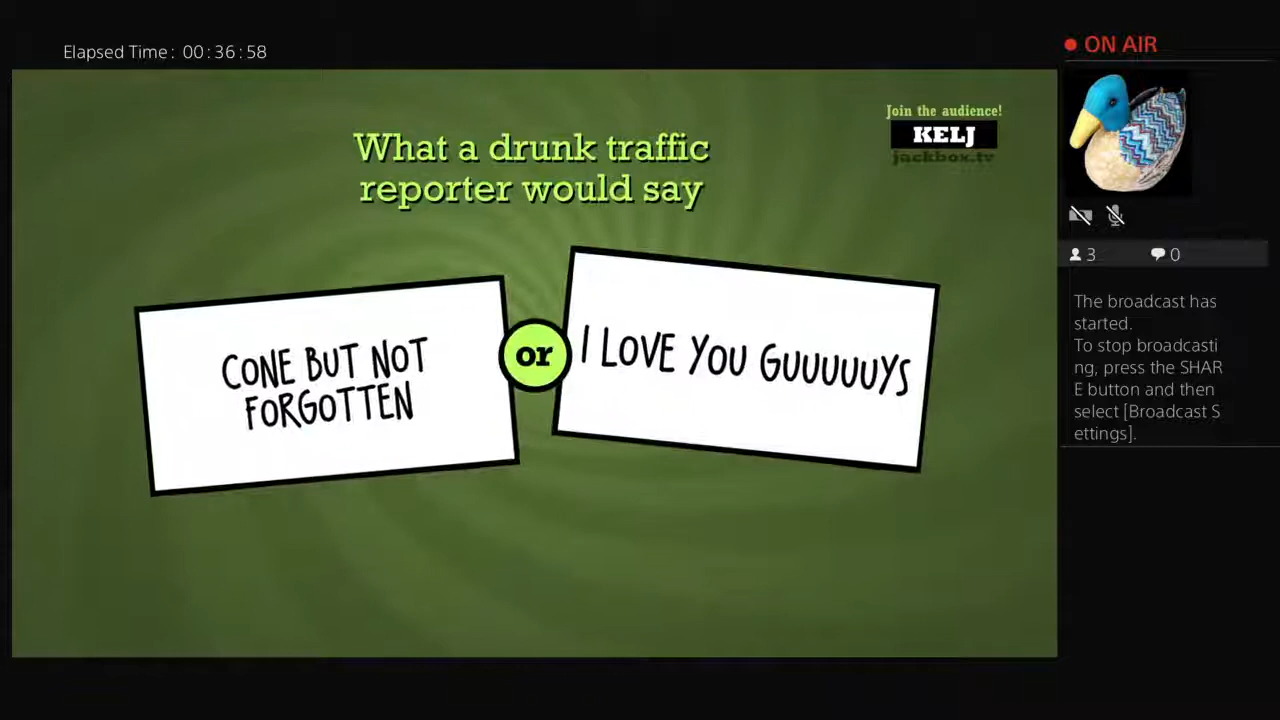 Elapsed Time: 00:36:58
ON AIR
What a drunk traffic
reporter would say
Join the audience!
KELJ
jackbox.tv
CONE BUT NOT
FORGOTTEN
or
I LOVE YOU GUUUUUYS
3
0
The broadcast has
started.
To stop broadcasti
ng, press the SHAR
E button and then
select [Broadcast S
ettings].